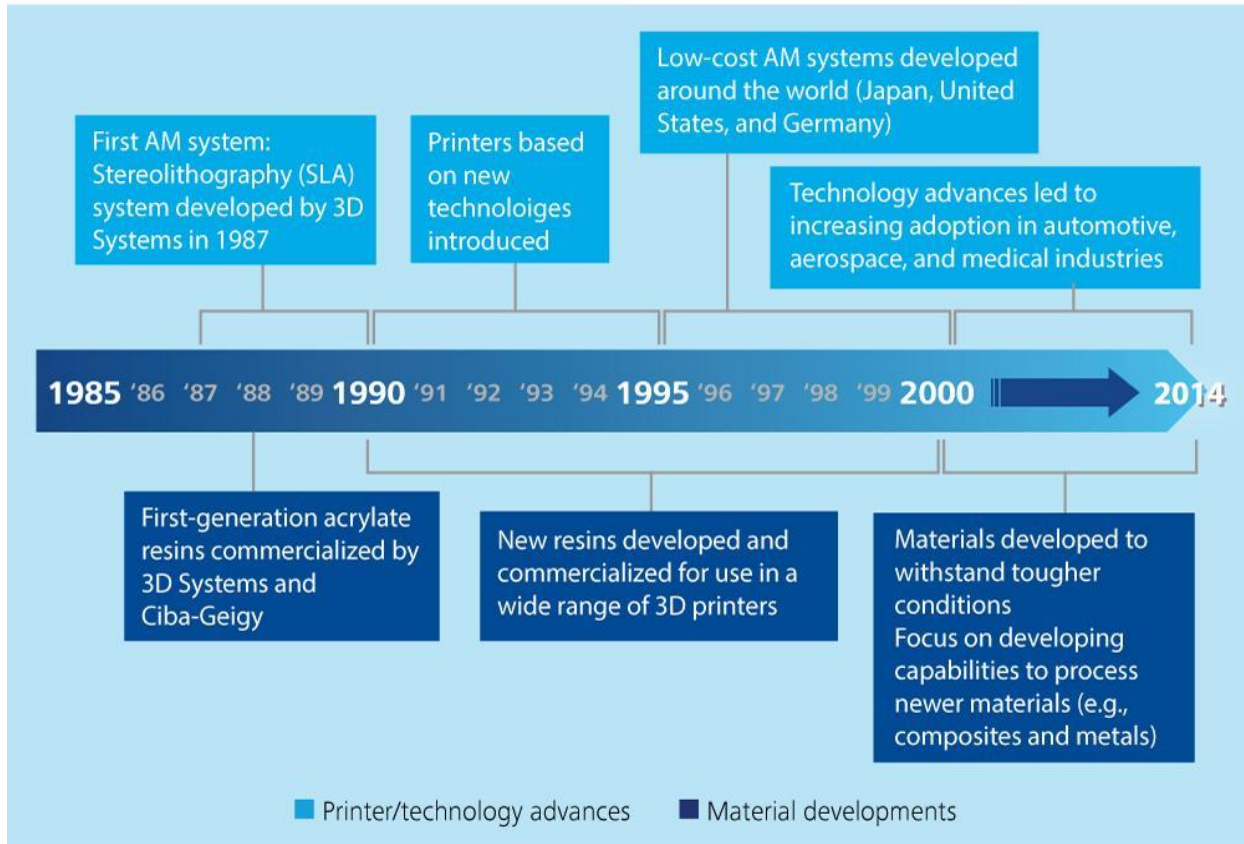 Low-cost AM systems developed
around the world (Japan, United
States, and Germany)
First AM system:
Stereolithography (SLA)
system developed by 3D
Systems in 1987
Printers based
on new
technoloiges
introduced
Technology advances led to
increasing adoption in automotive,
aerospace, and medical industries
1985 ‘86 ‘87 ‘88 ‘89 1990 ‘91 ‘92 ‘93 ‘94 1995 ‘96 ‘97 ‘98 ‘99 2000 2014
First-generation acrylate
resins commercialized by
3D Systems and
Ciba-Geigy
New resins developed and
commercialized for use in a
wide range of 3D printers
Materials developed to
withstand tougher
conditions
Focus on developing
capabilities to process
newer materials (e.g.,
composites and metals)
Printer/technology advances
Material developments